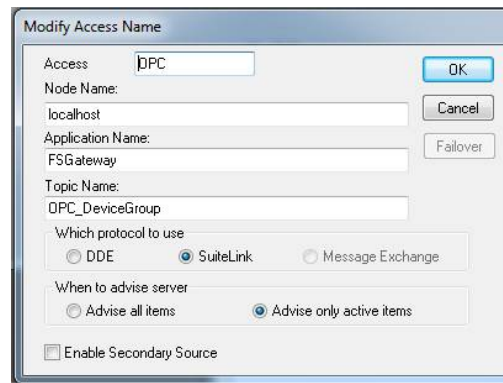 Modify Access Name
Access OPC
OK
Node Name:
localhost
Cancel
Application Name:
FSGateway
Failover
Topic Name:
OPC_DeviceGroup
Which protocol to use
DDE SuiteLink Message Exchange
When to advise server
Advise all items Advise only active items
Enable Secondary Source